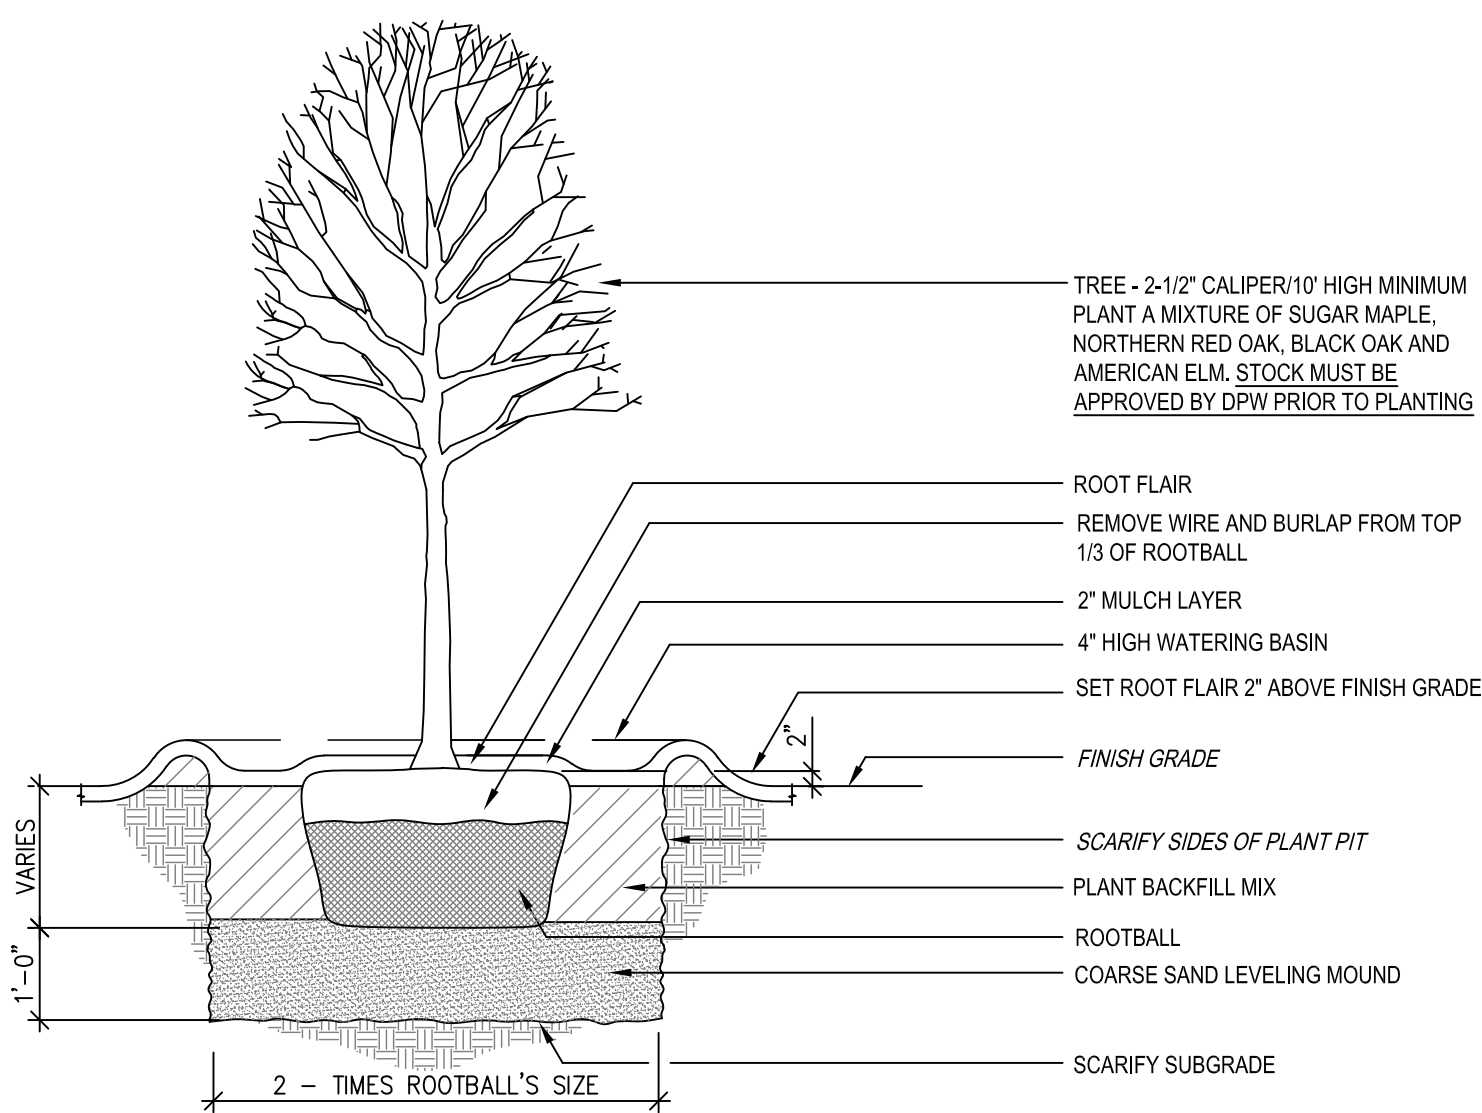 TREE - 2-1/2" CALIPER/10' HIGH MINIMUM
PLANT A MIXTURE OF SUGAR MAPLE,
NORTHERN RED OAK, BLACK OAK AND
AMERICAN ELM. STOCK MUST BE
APPROVED BY DPW PRIOR TO PLANTING
ROOT FLAIR
REMOVE WIRE AND BURLAP FROM TOP
1/3 OF ROOTBALL
2" MULCH LAYER
4" HIGH WATERING BASIN
SET ROOT FLAIR 2" ABOVE FINISH GRADE
2"
FINISH GRADE
SCARIFY SIDES OF PLANT PIT
VARIES
PLANT BACKFILL MIX
ROOTBALL
COARSE SAND LEVELING MOUND
1'-0"
SCARIFY SUBGRADE
2 - TIMES ROOTBALL'S SIZE